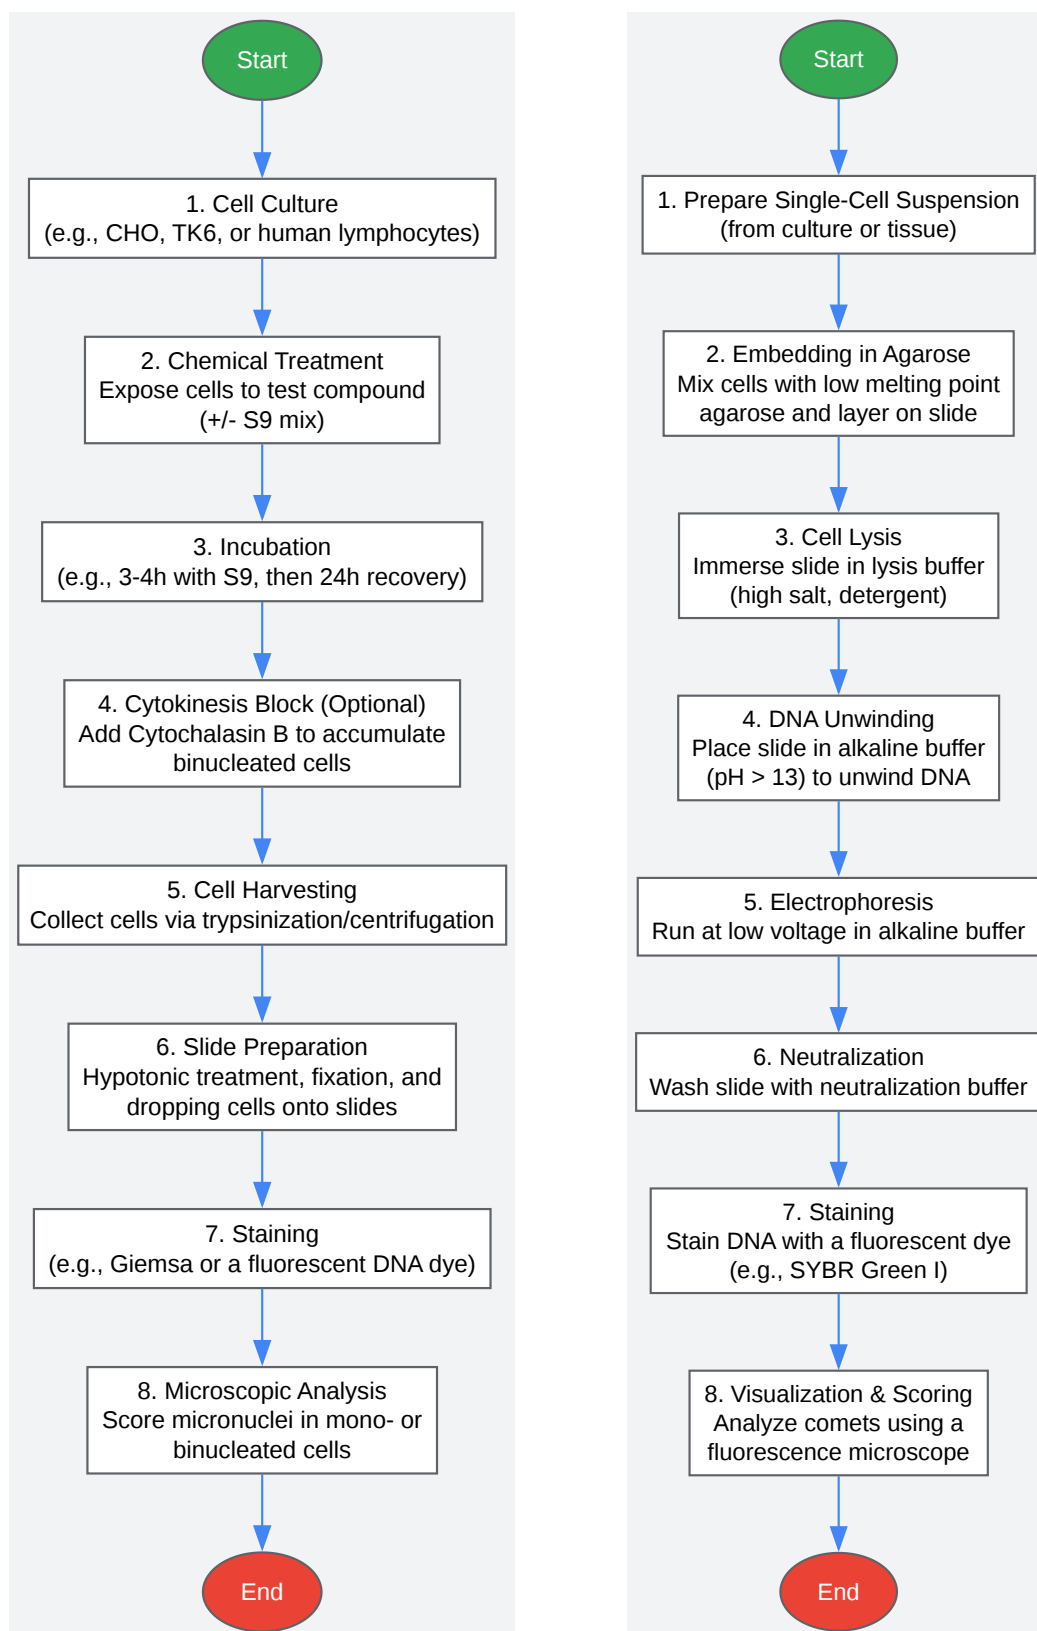 Start
1. Cell Culture
(e.g., CHO, TK6, or human lymphocytes)
2. Chemical Treatment
Expose cells to test compound
(+/- S9 mix)
3. Incubation
(e.g., 3-4h with S9, then 24h recovery)
4. Cytokinesis Block (Optional)
Add Cytochalasin B to accumulate
binucleated cells
5. Cell Harvesting
Collect cells via trypsinization/centrifugation
6. Slide Preparation
Hypotonic treatment, fixation, and
dropping cells onto slides
7. Staining
(e.g., Giemsa or a fluorescent DNA dye)
8. Microscopic Analysis
Score micronuclei in mono- or
binucleated cells
End
Start
1. Prepare Single-Cell Suspension
(from culture or tissue)
2. Embedding in Agarose
Mix cells with low melting point
agarose and layer on slide
3. Cell Lysis
Immerse slide in lysis buffer
(high salt, detergent)
4. DNA Unwinding
Place slide in alkaline buffer
(pH > 13) to unwind DNA
5. Electrophoresis
Run at low voltage in alkaline buffer
6. Neutralization
Wash slide with neutralization buffer
7. Staining
Stain DNA with a fluorescent dye
(e.g., SYBR Green I)
8. Visualization & Scoring
Analyze comets using a
fluorescence microscope
End